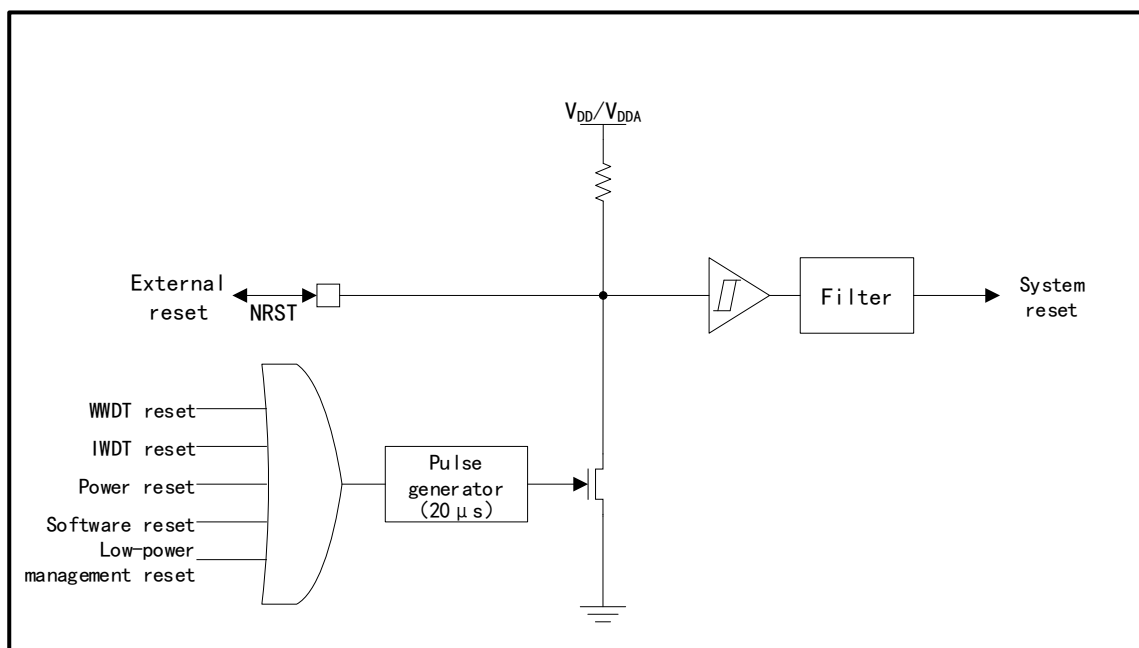 VDD/VDDA
External
reset
NRST
Filter
System
reset
WWDT reset
IWDT reset
Power reset
Software reset
Low-power
management reset
Pulse
generator
(20μs)